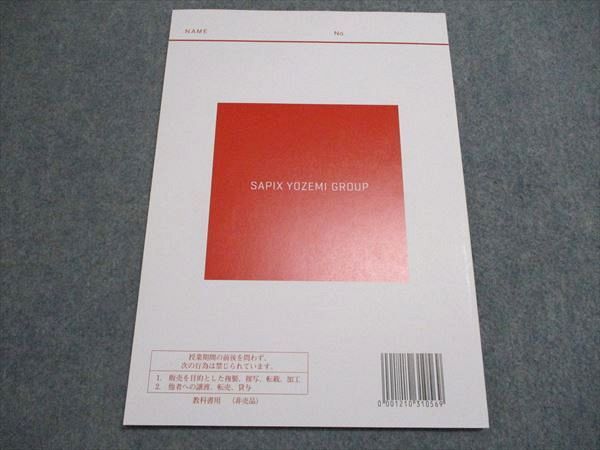 NAME No.
SAPIX YOZEMI GROUP
授業期間の前後を問わず、
次の行為は禁じられています。
1. 販売を目的とした複製、複写、転載、加工
2. 他者への譲渡、転売、貸与
教科書用 (非売品)
0 001210 310569